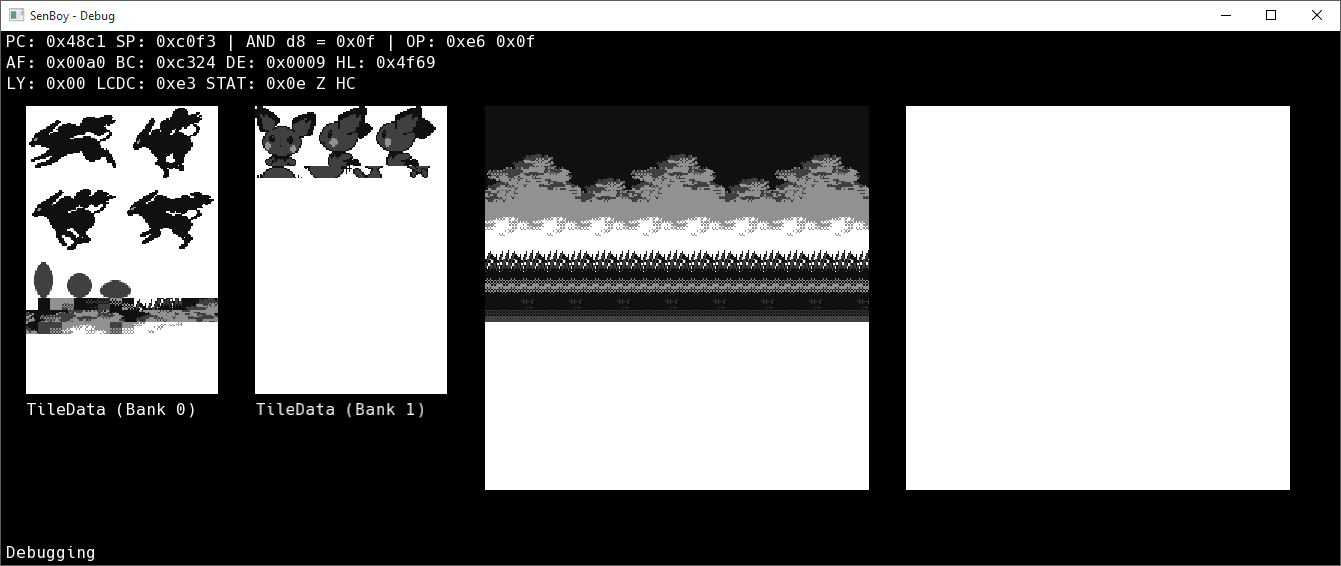 SenBoy - Debug
PC: 0x48c1 SP: 0xc0f3 | AND d8 = 0x0f | OP: 0xe6 0x0f
AF: 0x00a0 BC: 0xc324 DE: 0x0009 HL: 0x4f69
LY: 0x00 LCDC: 0xe3 STAT: 0x0e Z HC
TileData (Bank 0)
TileData (Bank 1)
Debugging